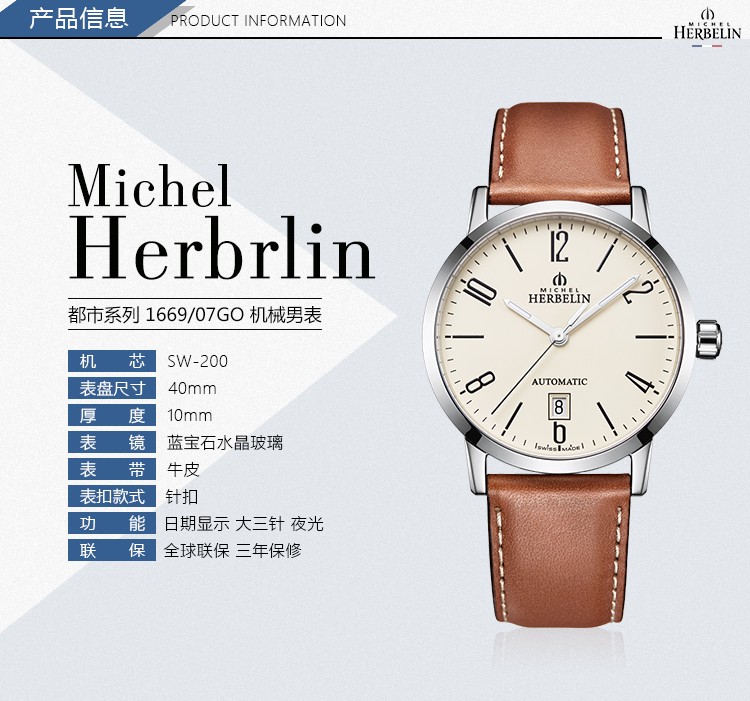 产品信息
PRODUCT INFORMATION
MICHEL
HERBELIN
Michel
Herbrlin
都市系列 1669/07GO 机械男表
机 芯 SW-200
表盘尺寸 40mm
厚 度 10mm
表 镜 蓝宝石水晶玻璃
表 带 牛皮
表扣款式 针扣
功 能 日期显示 大三针 夜光
联 保 全球联保 三年保修
12
10 2
MICHEL
HERBELIN
8 4
AUTOMATIC
8
6
SWISS MADE